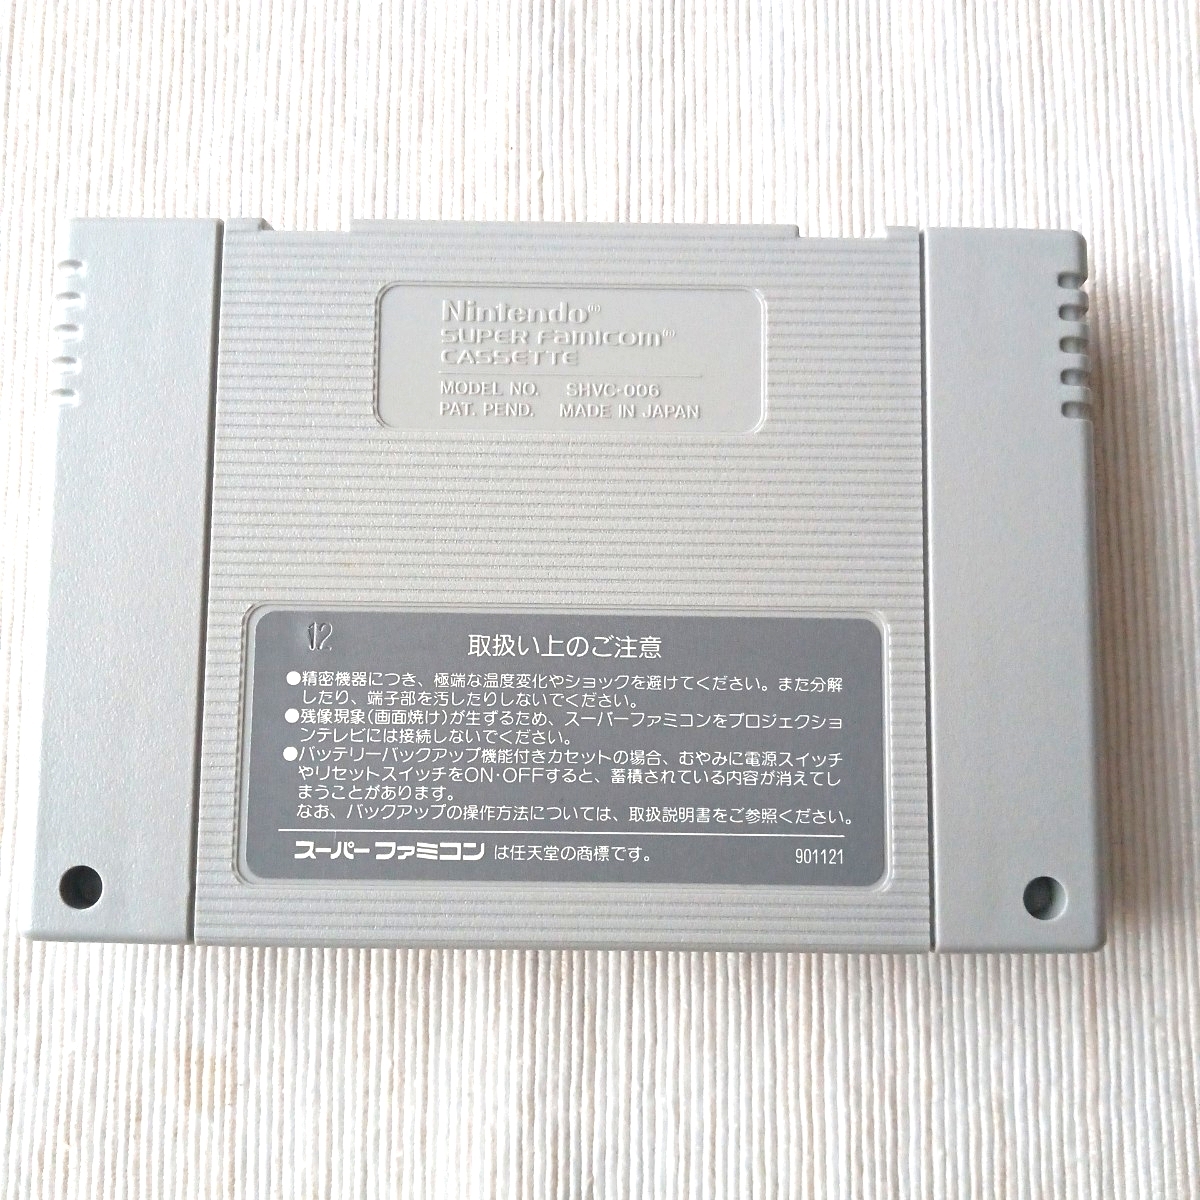 Nintendo™
SUPER FAMICOM™
CASSETTE
MODEL NO. SHVC-006
PAT. PEND. MADE IN JAPAN
12
取扱い上のご注意
●精密機器につき、極端な温度変化やショックを避けてください。また分解
したり、端子部を汚したりしないでください。
●残像現象(画面焼け)が生ずるため、スーパーファミコンをプロジェクショ
ンテレビには接続しないでください。
●バッテリーバックアップ機能付きカセットの場合、むやみに電源スイッチ
やリセットスイッチをON・OFFすると、蓄積されている内容が消えてし
まうことがあります。
なお、バックアップの操作方法については、取扱説明書をご参照ください。
スーパーファミコン は任天堂の商標です。 901121